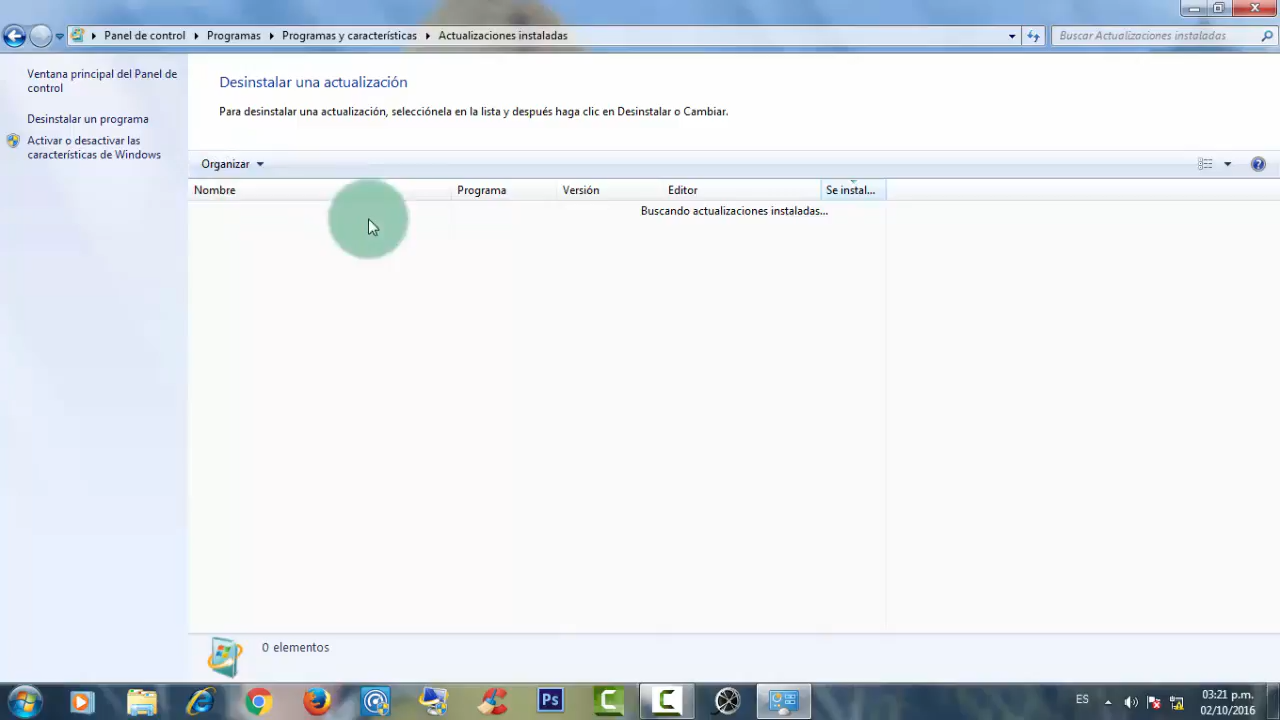 Panel de control Programas Programas y características Actualizaciones instaladas Buscar Actualizaciones instaladas
Ventana principal del Panel de
control
Desinstalar un programa
Activar o desactivar las
características de Windows
Desinstalar una actualización
Para desinstalar una actualización, selecciónela en la lista y después haga clic en Desinstalar o Cambiar.
Organizar
Nombre Programa Versión Editor Se instal...
Buscando actualizaciones instaladas...
0 elementos
Ps
ES
03:21 p.m.
02/10/2016